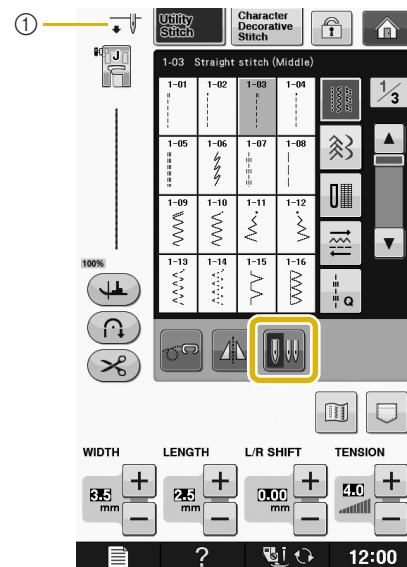 ①
Utility
Stitch
Character
Decorative
Stitch
J
1-03 Straight stitch (Middle)
1-01 1-02 1-03 1-04
1/3
1-05 1-06 1-07 1-08
1-09 1-10 1-11 1-12
1-13 1-14 1-15 1-16
Q
100%
WIDTH LENGTH L/R SHIFT TENSION
3.5 mm + −
2.5 mm + −
0.00 mm + −
4.0 + −
? 12:00